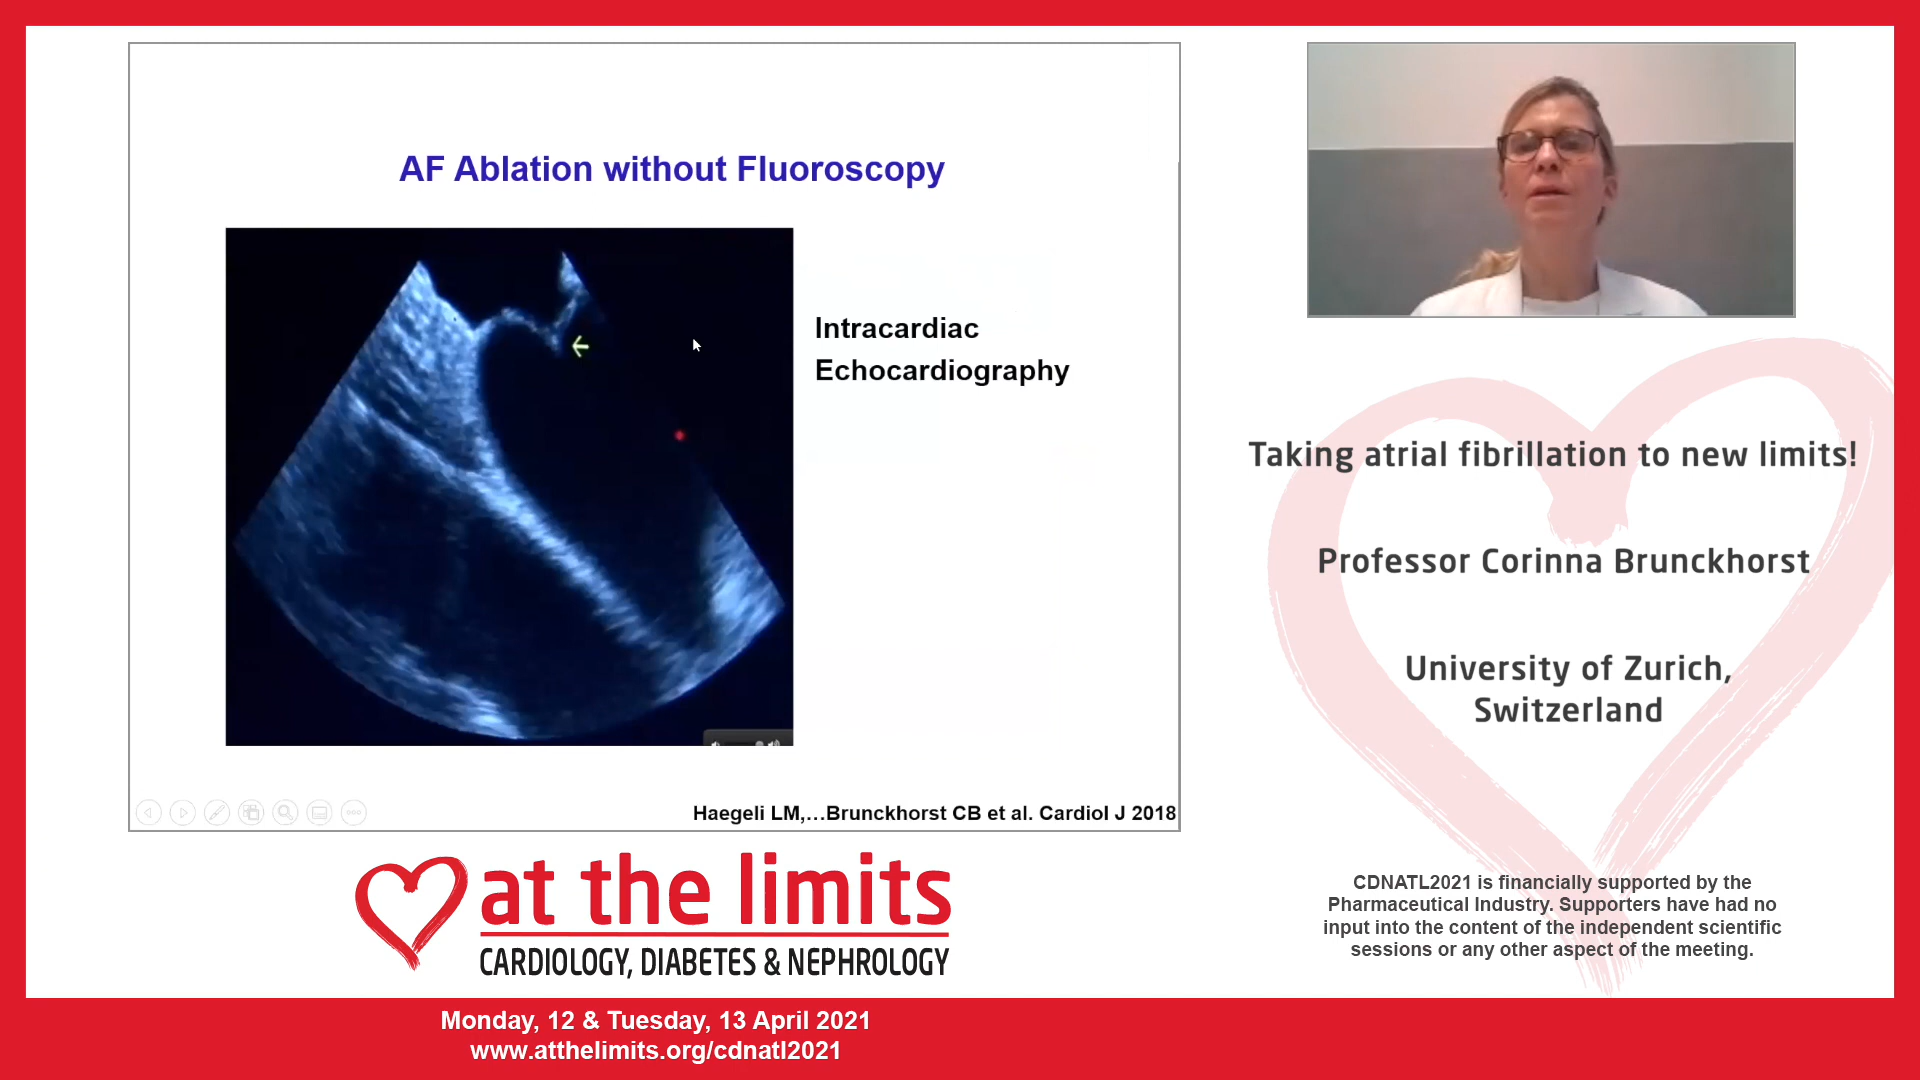 AF Ablation without Fluoroscopy
Intracardiac
Echocardiography
Haegeli LM,...Brunckhorst CB et al. Cardiol J 2018
at the limits
CARDIOLOGY, DIABETES & NEPHROLOGY
Monday, 12 & Tuesday, 13 April 2021
www.atthelimits.org/cdnatl2021
Taking atrial fibrillation to new limits!
Professor Corinna Brunckhorst
University of Zurich,
Switzerland
CDNATL2021 is financially supported by the
Pharmaceutical Industry. Supporters have had no
input into the content of the independent scientific
sessions or any other aspect of the meeting.